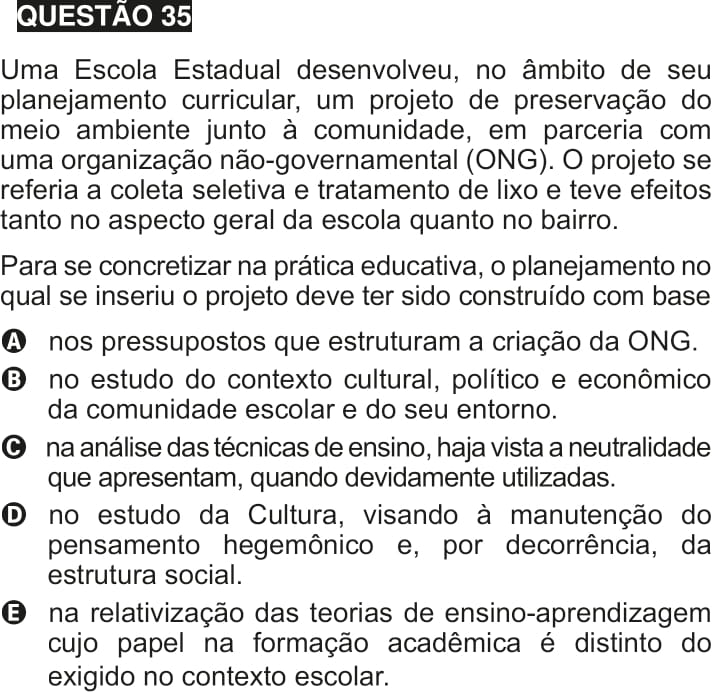 QUESTÃO 35
Uma Escola Estadual desenvolveu, no âmbito de seu
planejamento curricular, um projeto de preservação do
meio ambiente junto à comunidade, em parceria com
uma organização não-governamental (ONG). O projeto se
referia a coleta seletiva e tratamento de lixo e teve efeitos
tanto no aspecto geral da escola quanto no bairro.
Para se concretizar na prática educativa, o planejamento no
qual se inseriu o projeto deve ter sido construído com base
A nos pressupostos que estruturam a criação da ONG.
B no estudo do contexto cultural, político e econômico
da comunidade escolar e do seu entorno.
C na análise das técnicas de ensino, haja vista a neutralidade
que apresentam, quando devidamente utilizadas.
D no estudo da Cultura, visando à manutenção do
pensamento hegemônico e, por decorrência, da
estrutura social.
E na relativização das teorias de ensino-aprendizagem
cujo papel na formação acadêmica é distinto do
exigido no contexto escolar.